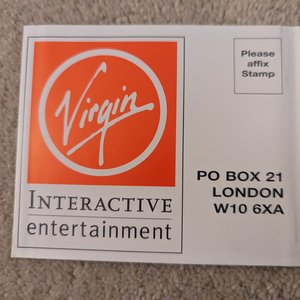 Virgin
INTERACTIVE
entertainment
Please
affix
Stamp
PO BOX 21
LONDON
W10 6XA